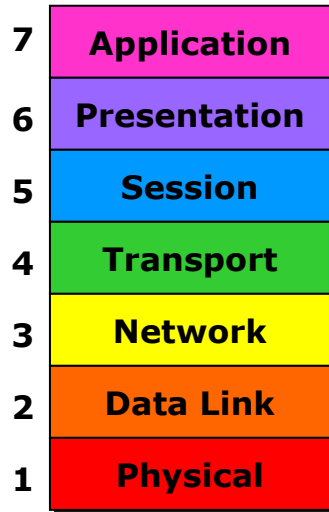 7 Application
6 Presentation
5 Session
4 Transport
3 Network
2 Data Link
1 Physical